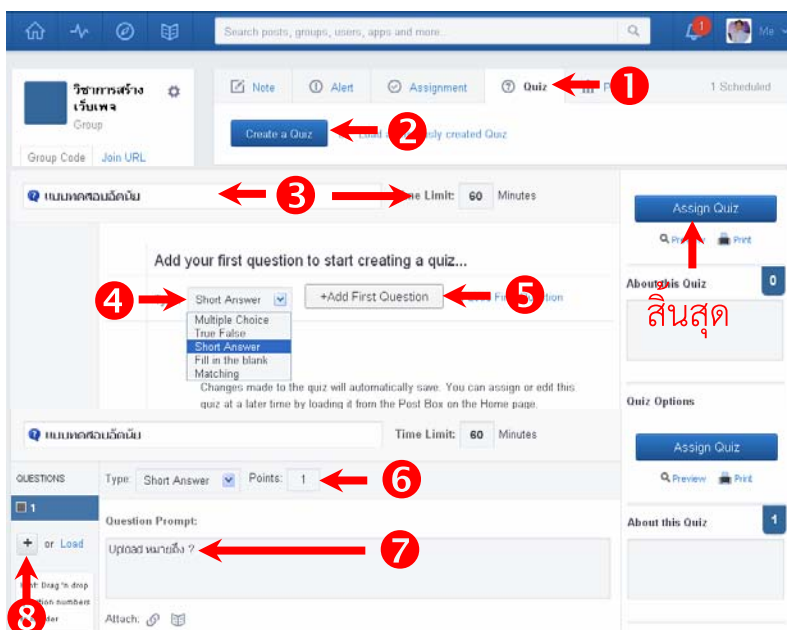 Search posts, groups, users, apps and more...
1
Me
วิชาการสร้าง
เว็บเพจ
Group
Group Code Join URL
Note Alert Assignment Quiz 1 1 Scheduled
Create a Quiz 2 Quiz
แบบทดสอบอัตนัย 3 Time Limit: 60 Minutes
Assign Quiz
Print
Add your first question to start creating a quiz...
4 Short Answer +Add First Question 5
Multiple Choice
True False
Short Answer
Fill in the blank
Matching
About this Quiz 0
สิ้นสุด
Changes made to the quiz will automatically save. You can assign or edit this
quiz at a later time by loading it from the Post Box on the Home page.
Quiz Options
แบบทดสอบอัตนัย Time Limit: 60 Minutes
Assign Quiz
Preview Print
QUESTIONS Type: Short Answer Points: 1 6
1
Question Prompt:
About this Quiz 1
+ or Load
Upload หมายถึง ? 7
Drag 'n drop
numbers
8
Attach: